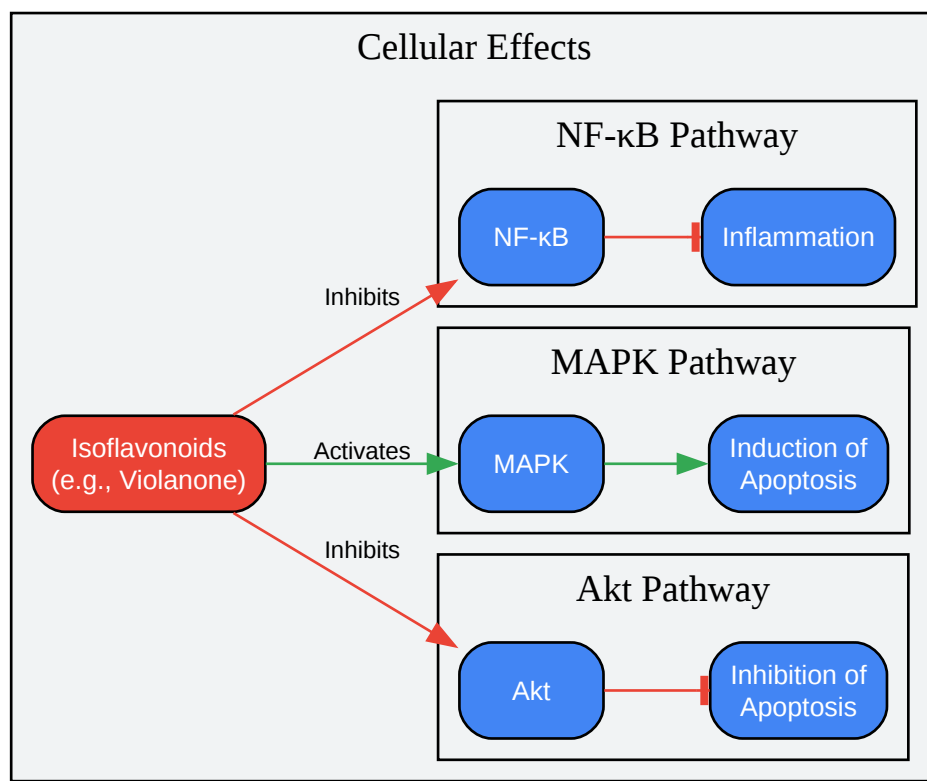 Cellular Effects
NF-κB Pathway
NF-κB
Inflammation
Inhibits
MAPK Pathway
Isoflavonoids
(e.g., Violanone)
Activates
MAPK
Induction of
Apoptosis
Inhibits
Akt Pathway
Akt
Inhibition of
Apoptosis